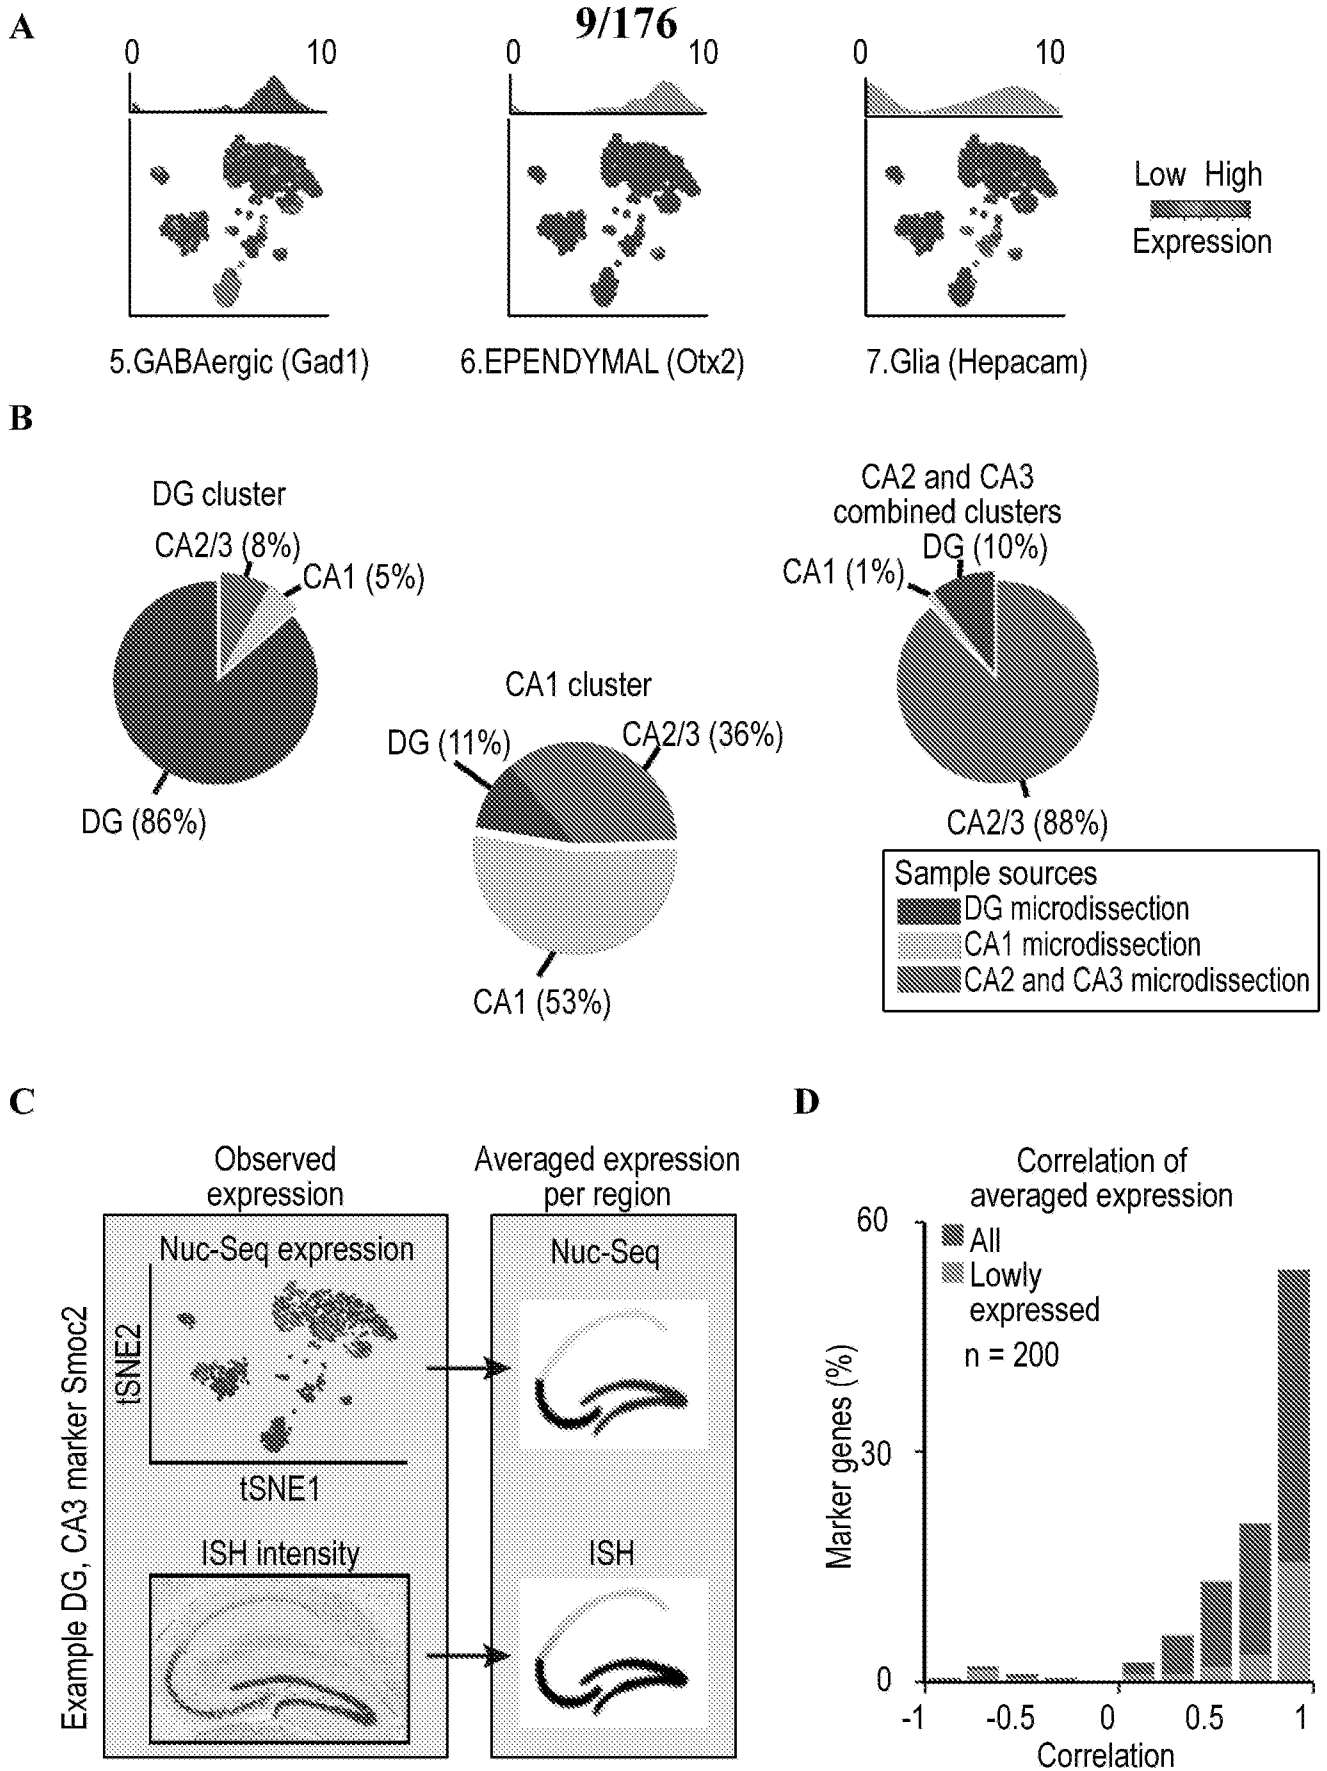 9/176
A
0 10
0 10
0 10
Low High
Expression
5.GABAergic (Gad1)
6.EPENDYMAL (Otx2)
7.Glia (Hepacam)
B
DG cluster
CA2/3 (8%)
CA1 (5%)
DG (86%)
CA1 cluster
DG (11%)
CA2/3 (36%)
CA1 (53%)
CA2 and CA3
combined clusters
DG (10%)
CA1 (1%)
CA2/3 (88%)
Sample sources
DG microdissection
CA1 microdissection
CA2 and CA3 microdissection
C
Observed
expression
Averaged expression
per region
Example DG, CA3 marker Smoc2
Nuc-Seq expression
tSNE2
tSNE1
Nuc-Seq
ISH intensity
ISH
D
Correlation of
averaged expression
All
Lowly
expressed
n = 200
Marker genes (%)
60
30
0
-1 -0.5 0 0.5 1
Correlation